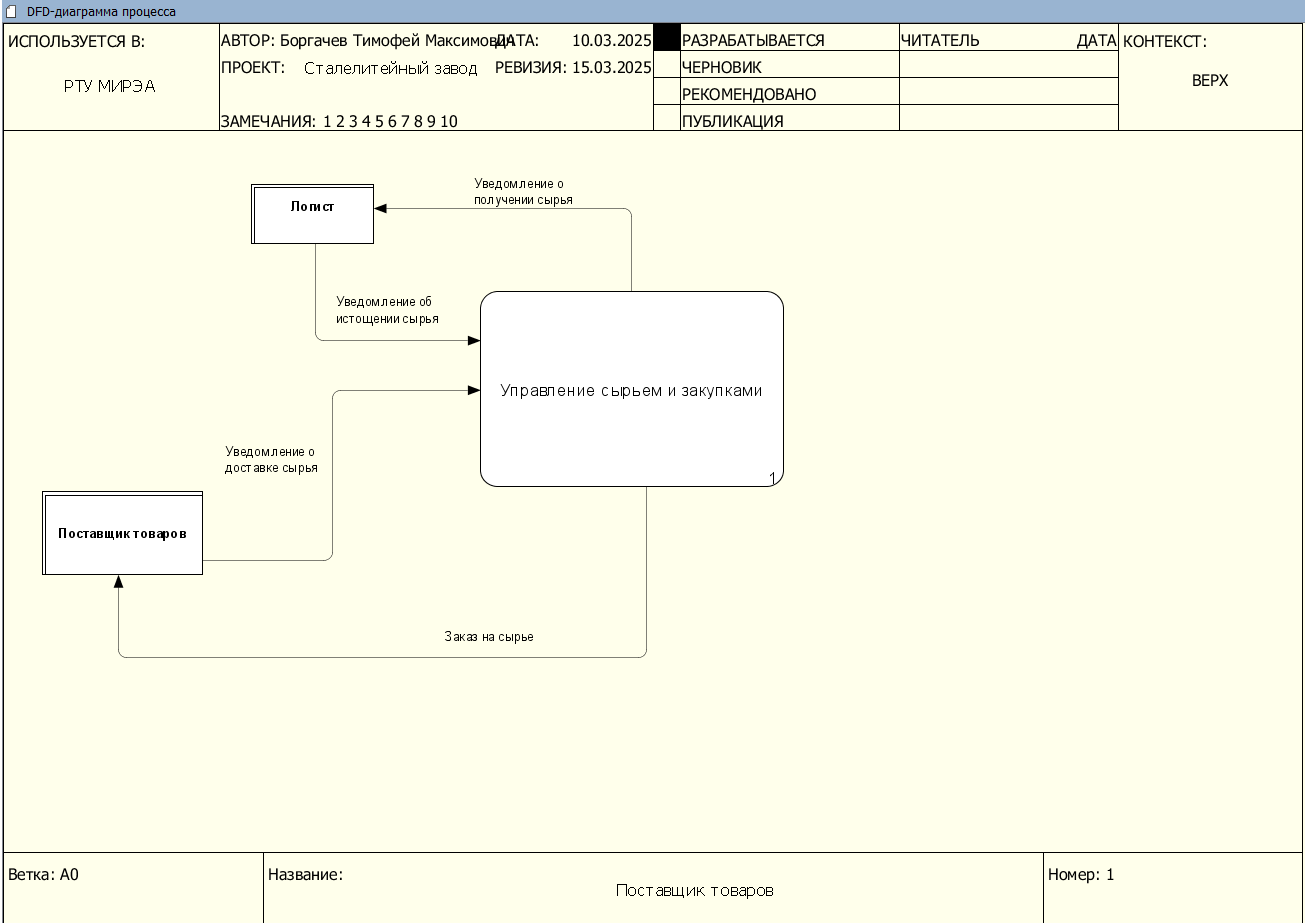 DFD-диаграмма процесса
ИСПОЛЬЗУЕТСЯ В:
РТУ МИРЭА
АВТОР: Боргачев Тимофей Максимович
ДАТА: 10.03.2025
ПРОЕКТ: Сталелитейный завод
РЕВИЗИЯ: 15.03.2025
ЗАМЕЧАНИЯ: 1 2 3 4 5 6 7 8 9 10
РАЗРАБАТЫВАЕТСЯ
ЧЕРНОВИК
РЕКОМЕНДОВАНО
ПУБЛИКАЦИЯ
ЧИТАТЕЛЬ ДАТА
КОНТЕКСТ:
ВЕРХ
Уведомление о
получении сырья
Логист
Уведомление об
истощении сырья
Управление сырьем и закупками
1
Уведомление о
доставке сырья
Поставщик товаров
Заказ на сырье
Ветка: A0
Название:
Поставщик товаров
Номер: 1